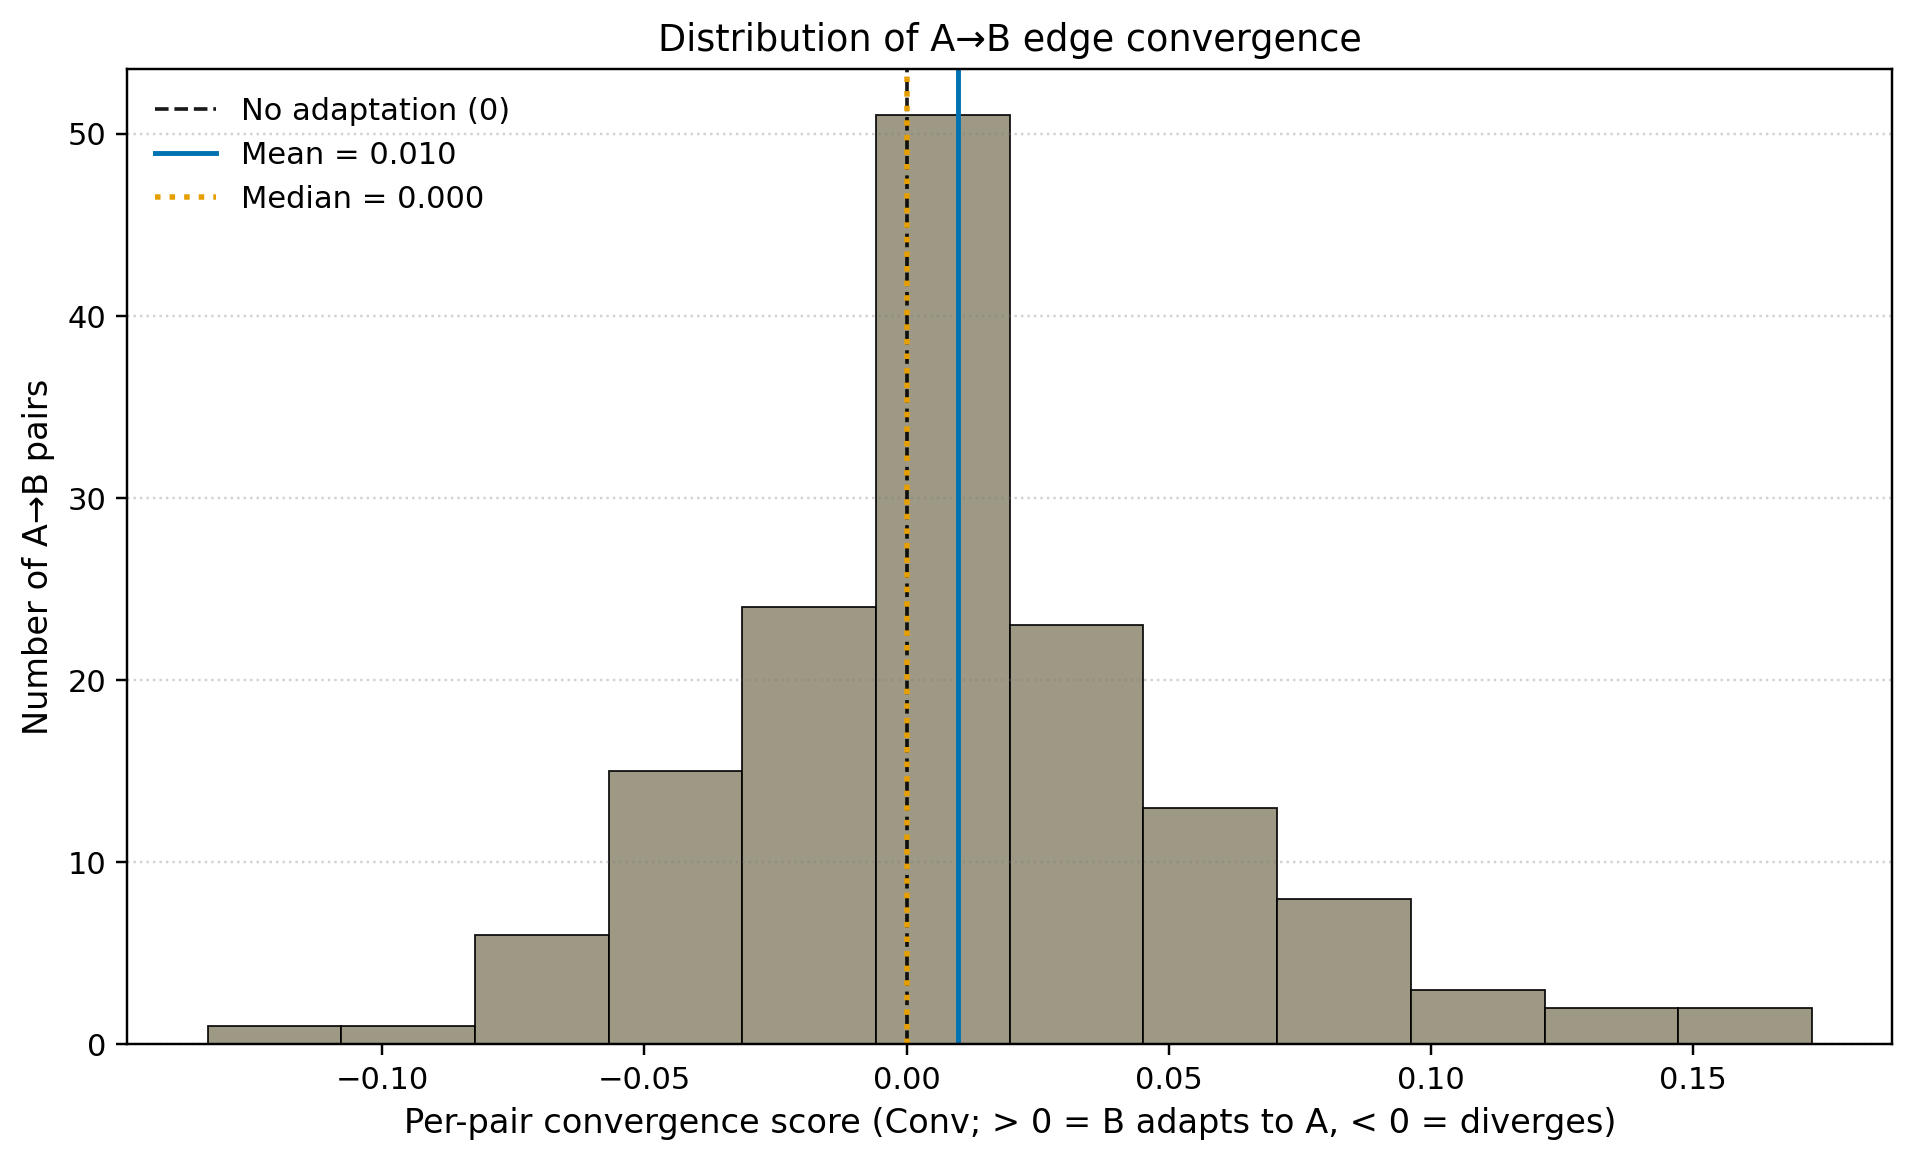 Distribution of A→B edge convergence
No adaptation (0)
Mean = 0.010
Median = 0.000
Number of A→B pairs
50
40
30
20
10
0
−0.10
−0.05
0.00
0.05
0.10
0.15
Per-pair convergence score (Conv; > 0 = B adapts to A, < 0 = diverges)